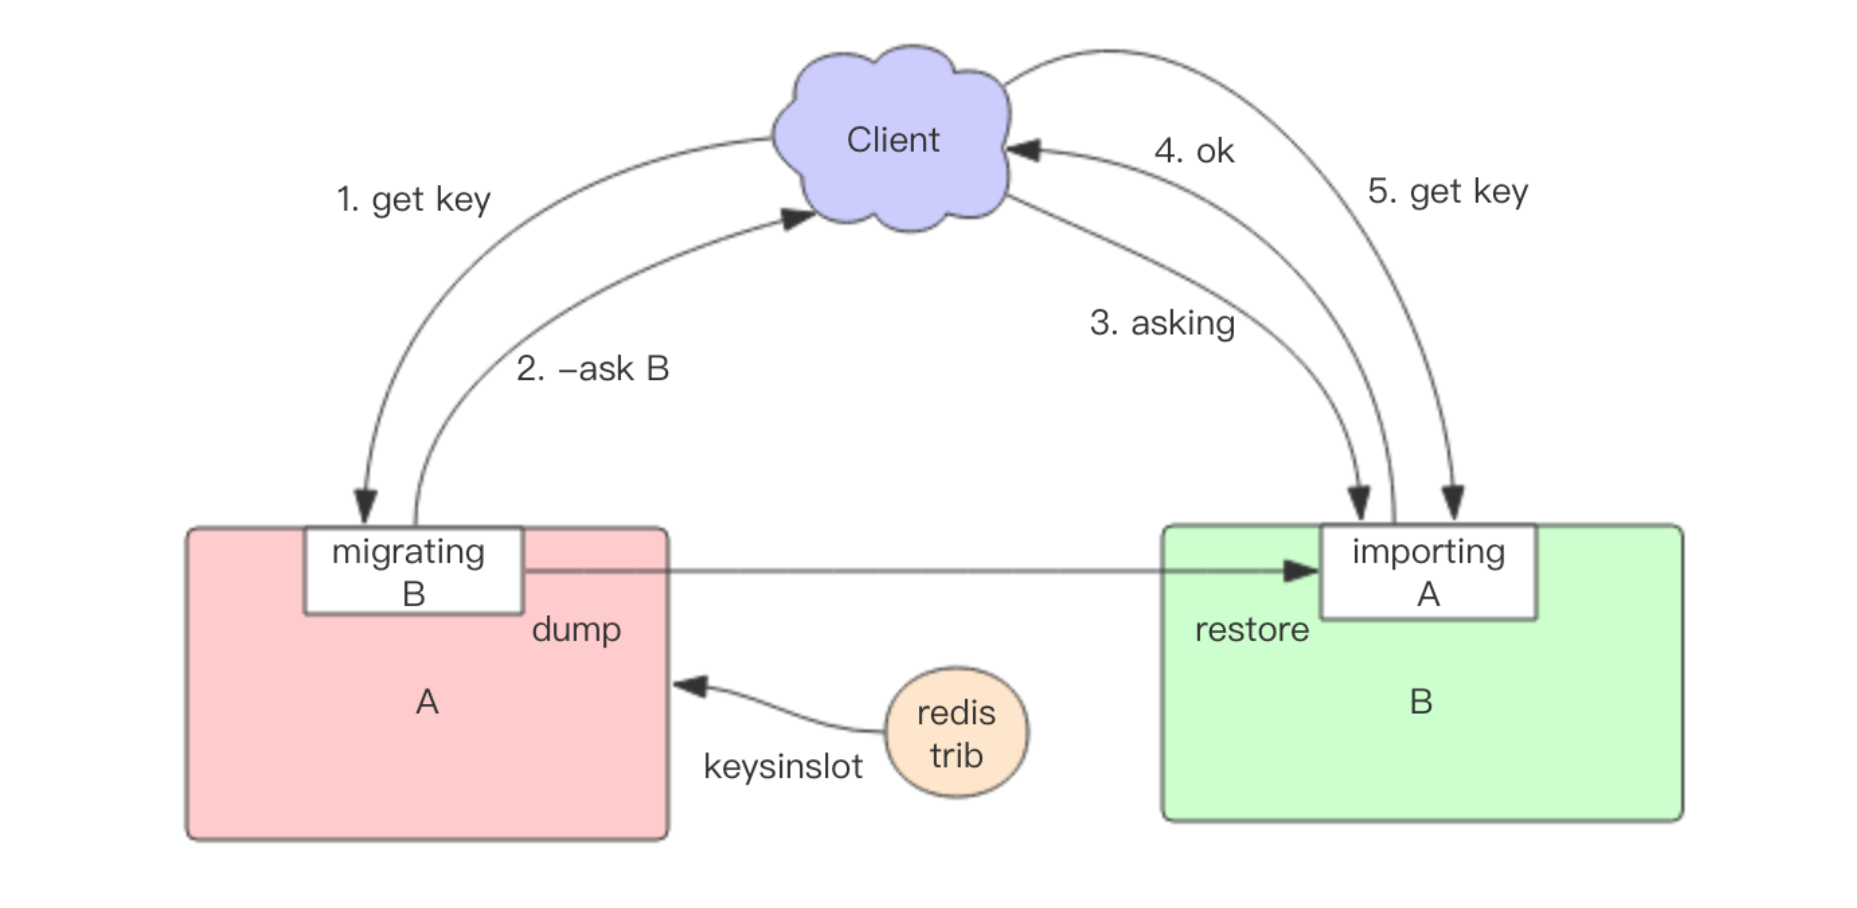 Client
1. get key
2. –ask B
3. asking
4. ok
5. get key
migrating
B
dump
A
importing
A
restore
B
redis
trib
keysinslot